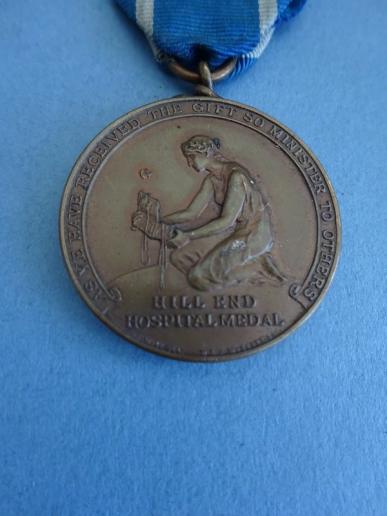 AS YE HAVE RECEIVED THE GIFT SO MINISTER TO OTHERS
HILL END
HOSPITAL MEDAL